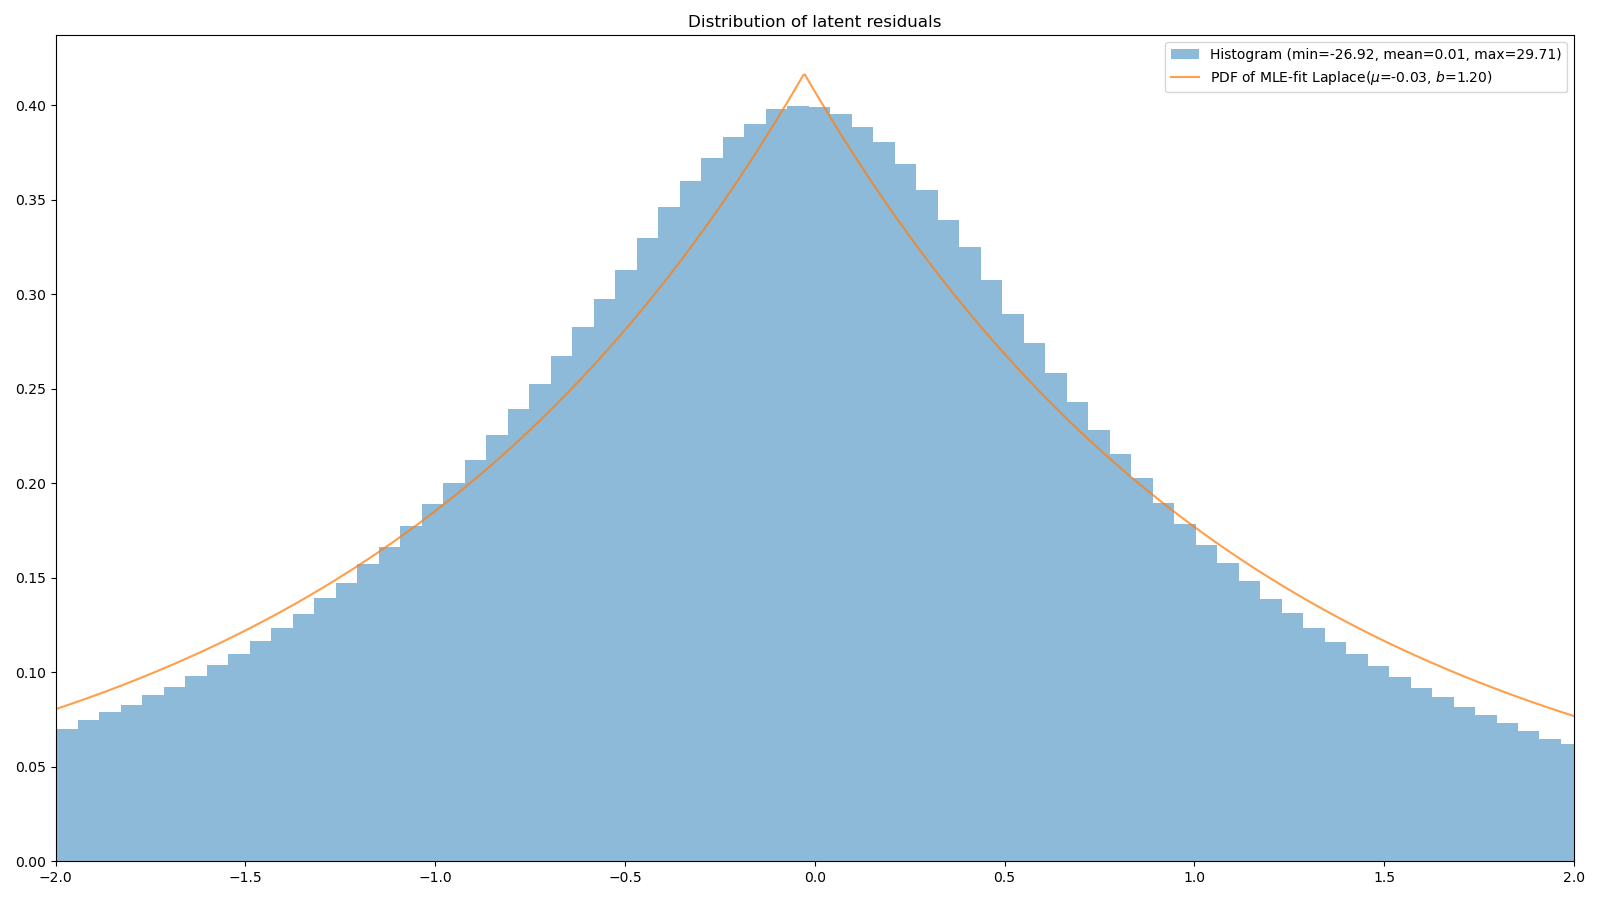 Distribution of latent residuals
Histogram (min=-26.92, mean=0.01, max=29.71)
PDF of MLE-fit Laplace(μ=-0.03, b=1.20)
0.40
0.35
0.30
0.25
0.20
0.15
0.10
0.05
0.00
−2.0 −1.5 −1.0 −0.5 0.0 0.5 1.0 1.5 2.0